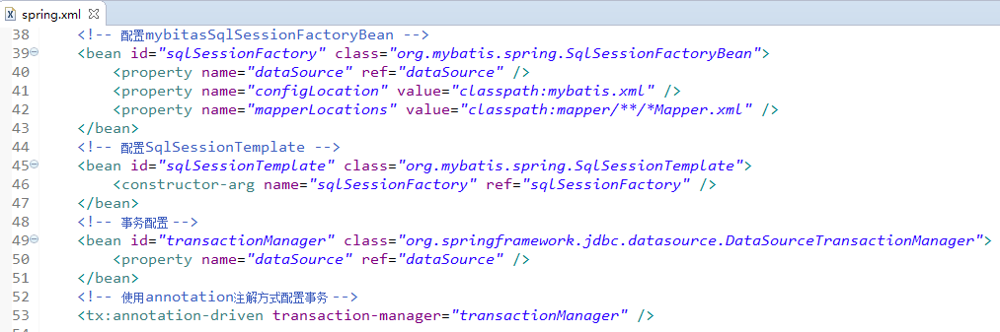 spring.xml
38 <!-- 配置mybitasSqlSessionFactoryBean -->
39 <bean id="sqlSessionFactory" class="org.mybatis.spring.SqlSessionFactoryBean">
40 <property name="dataSource" ref="dataSource" />
41 <property name="configLocation" value="classpath:mybatis.xml" />
42 <property name="mapperLocations" value="classpath:mapper/**/*Mapper.xml" />
43 </bean>
44 <!-- 配置SqlSessionTemplate -->
45 <bean id="sqlSessionTemplate" class="org.mybatis.spring.SqlSessionTemplate">
46 <constructor-arg name="sqlSessionFactory" ref="sqlSessionFactory" />
47 </bean>
48 <!-- 事务配置 -->
49 <bean id="transactionManager" class="org.springframework.jdbc.datasource.DataSourceTransactionManager">
50 <property name="dataSource" ref="dataSource" />
51 </bean>
52 <!-- 使用annotation注解方式配置事务 -->
53 <tx:annotation-driven transaction-manager="transactionManager" />